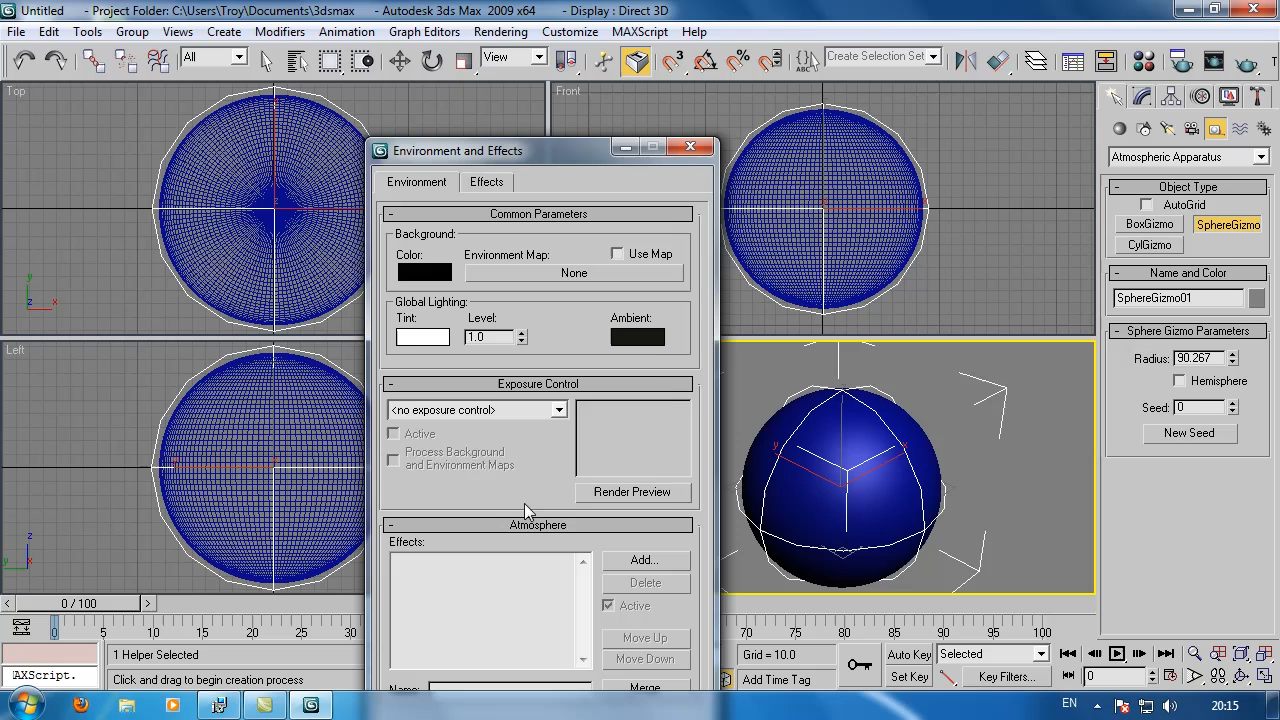 Untitled - Project Folder: C:\Users\Troy\Documents\3dsmax - Autodesk 3ds Max 2009 x64 - Display : Direct 3D
File Edit Tools Group Views Create Modifiers Animation Graph Editors Rendering Customize MAXScript Help
All View Create Selection Set
Top Front
Environment and Effects
Environment Effects
- Common Parameters
Background:
Color: Environment Map: Use Map
None
Global Lighting:
Tint: Level: Ambient:
1.0
- Exposure Control
<no exposure control>
Active
Process Background
and Environment Maps
Render Preview
- Atmosphere
Effects:
Add...
Delete
Active
Move Up
Move Down
Merge
Name:
Left
Atmospheric Apparatus
- Object Type
AutoGrid
BoxGizmo SphereGizmo
CylGizmo
- Name and Color
SphereGizmo01
- Sphere Gizmo Parameters
Radius: 90.267
Hemisphere
Seed: 0
New Seed
< 0 / 100 >
0 5 10 15 20 25 30 70 75 80 85 90 95 100
1 Helper Selected Grid = 10.0 Auto Key Selected
AXScript. Click and drag to begin creation process Add Time Tag Set Key Key Filters... 0
EN 20:15